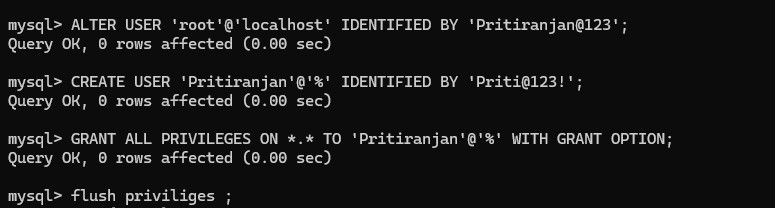 mysql> ALTER USER 'root'@'localhost' IDENTIFIED BY 'Pritiranjan@123';
Query OK, 0 rows affected (0.00 sec)
mysql> CREATE USER 'Pritiranjan'@'%' IDENTIFIED BY 'Priti@123!';
Query OK, 0 rows affected (0.00 sec)
mysql> GRANT ALL PRIVILEGES ON *.* TO 'Pritiranjan'@'%' WITH GRANT OPTION;
Query OK, 0 rows affected (0.00 sec)
mysql> flush priviliges ;